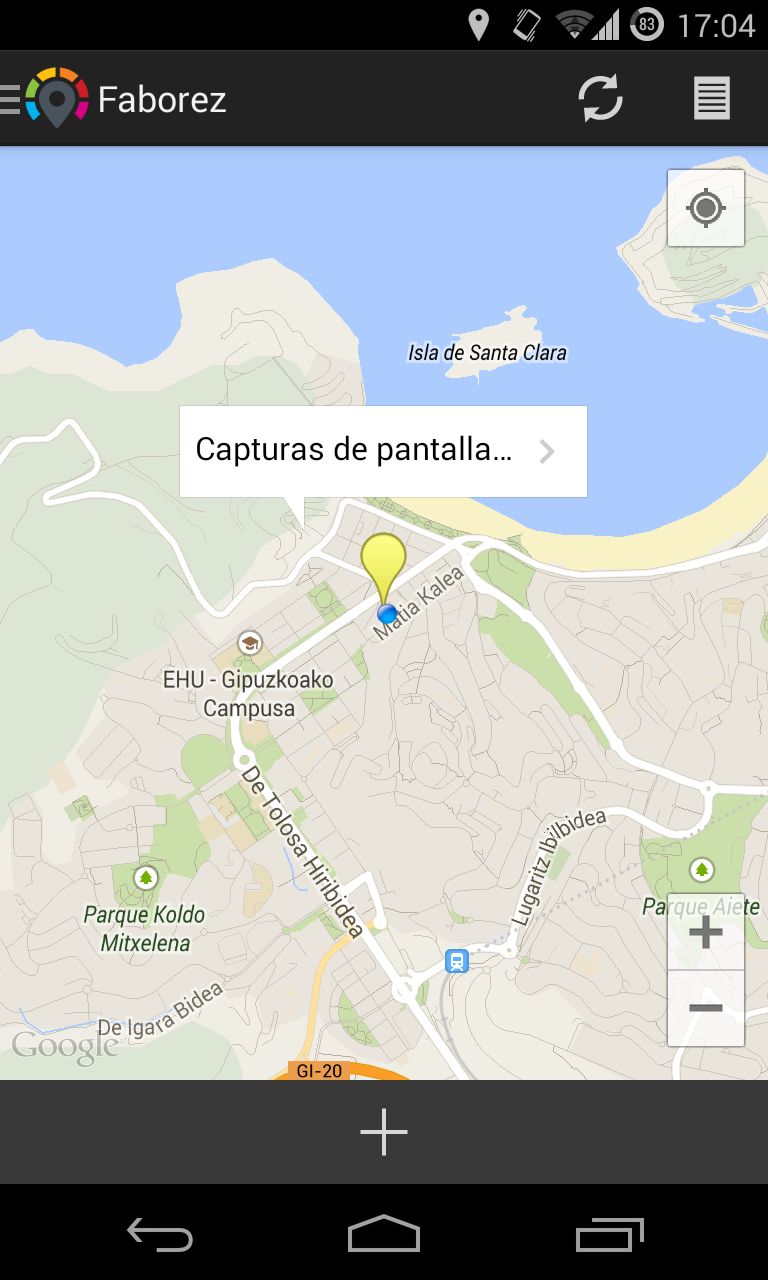 83 17:04
Faborez
Isla de Santa Clara
Capturas de pantalla...
Matia Kalea
EHU - Gipuzkoako
Campusa
De Tolosa Hiribidea
Lugaritz Ibilbidea
Parque Koldo
Mitxelena
Parque Aiete
De Igara Bidea
Google
GI-20